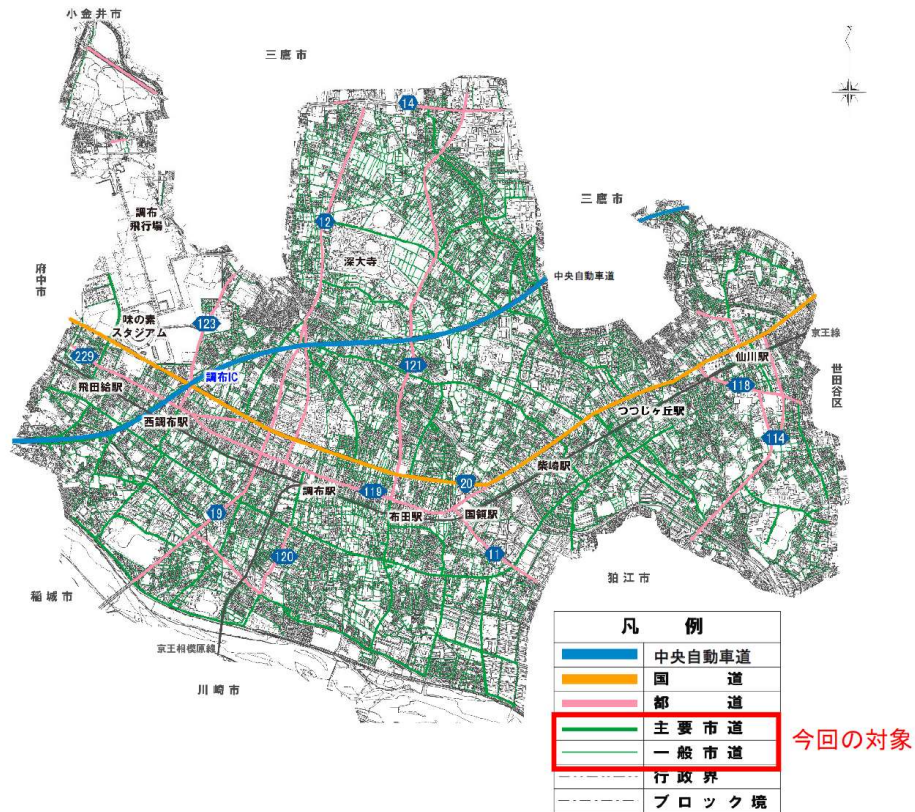 小金井市
三鷹市
14
三鷹市
調布
飛行場
12
深大寺
中央自動車道
府中市
味の素
スタジアム
123
京王線
仙川駅
229
調布IC
121
飛田給駅
118
世田谷区
つつじヶ丘駅
西調布駅
114
柴崎駅
調布駅
119
20
布田駅
国領駅
19
120
11
狛江市
稲城市
京王相模原線
川崎市
凡 例
中央自動車道
国 道
都 道
主要市道
一般市道
今回の対象
行政界
ブロック境